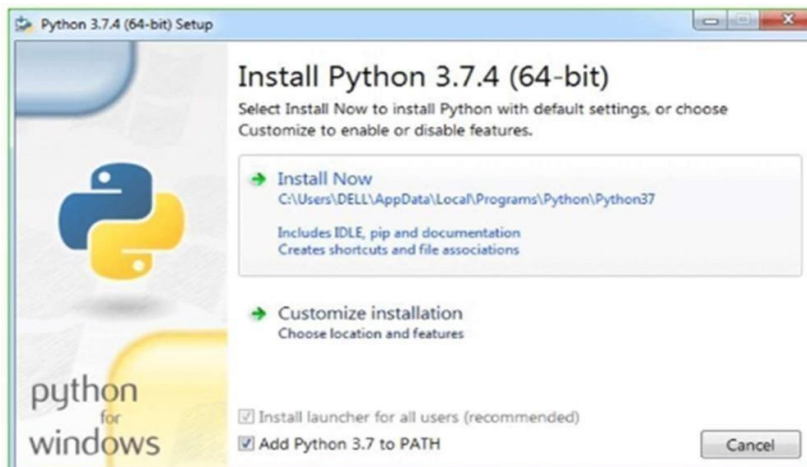 Python 3.7.4 (64-bit) Setup
Install Python 3.7.4 (64-bit)
Select Install Now to install Python with default settings, or choose
Customize to enable or disable features.
Install Now
C:\Users\DELL\AppData\Local\Programs\Python\Python37
Includes IDLE, pip and documentation
Creates shortcuts and file associations
Customize installation
Choose location and features
python
for
windows
Install launcher for all users (recommended)
Add Python 3.7 to PATH
Cancel